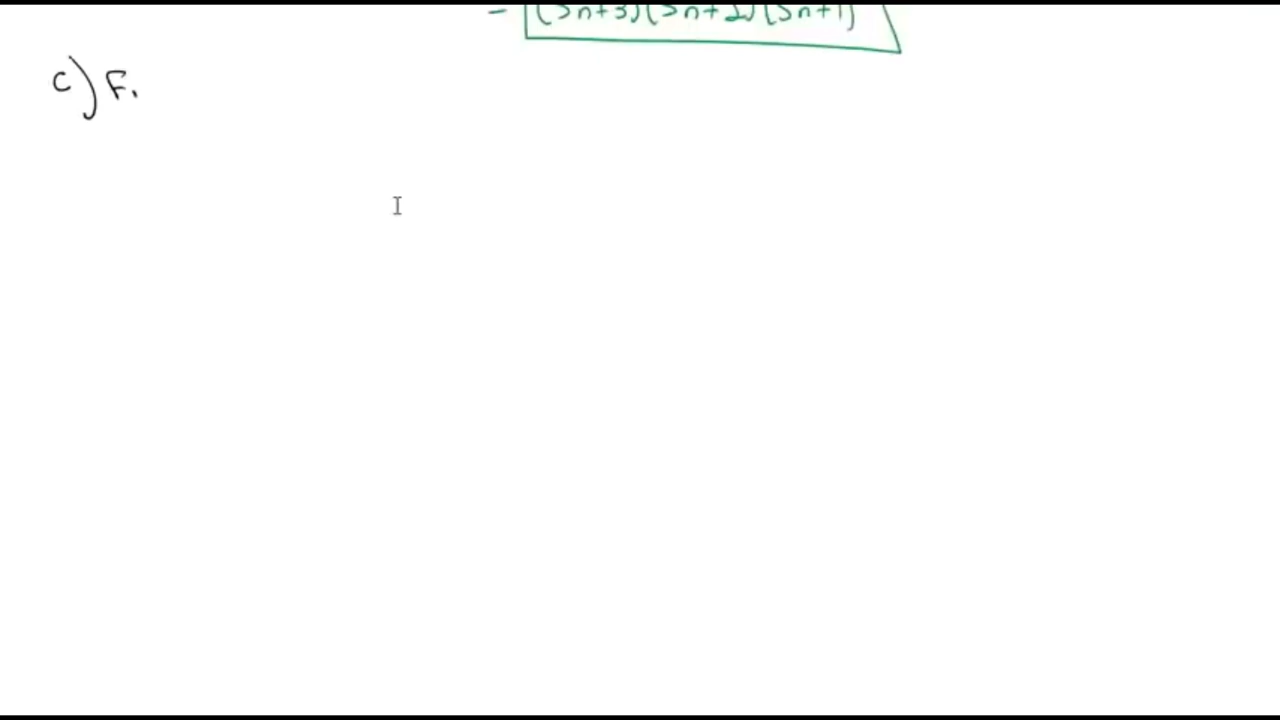 = (3n+3)(3n+2)(3n+1)
c) F.